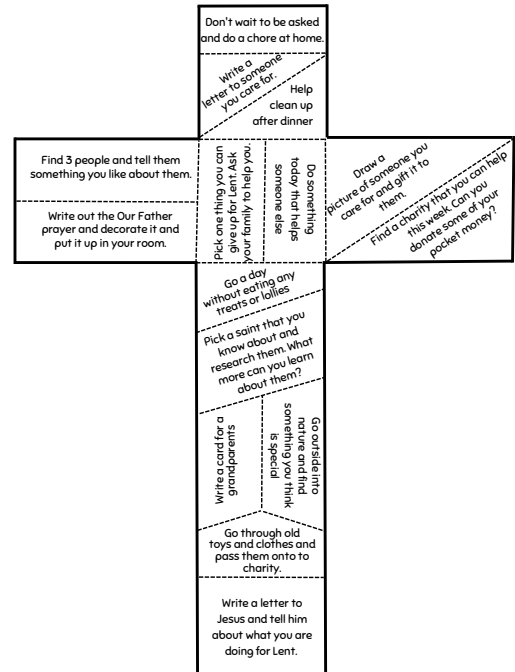 Don't wait to be asked
and do a chore at home.
Write a
letter to someone
you care for.
Help
clean up
after dinner
Find 3 people and tell them
something you like about them.
Write out the Our Father
prayer and decorate it and
put it up in your room.
Pick one thing you can
give up for Lent. Ask
your family to help you.
Do something
today that helps
someone else
Draw a
picture of someone you
care for and gift it to
them.
Find a charity that you can help
this week. Can you
donate some of your
pocket money?
Go a day
without eating any
treats or lollies
Pick a saint that you
know about and
research them. What
more can you learn
about them?
Write a card for a
grandparents
Go outside into
nature and find
something you think
is special
Go through old
toys and clothes and
pass them onto to
charity.
Write a letter to
Jesus and tell him
about what you are
doing for Lent.